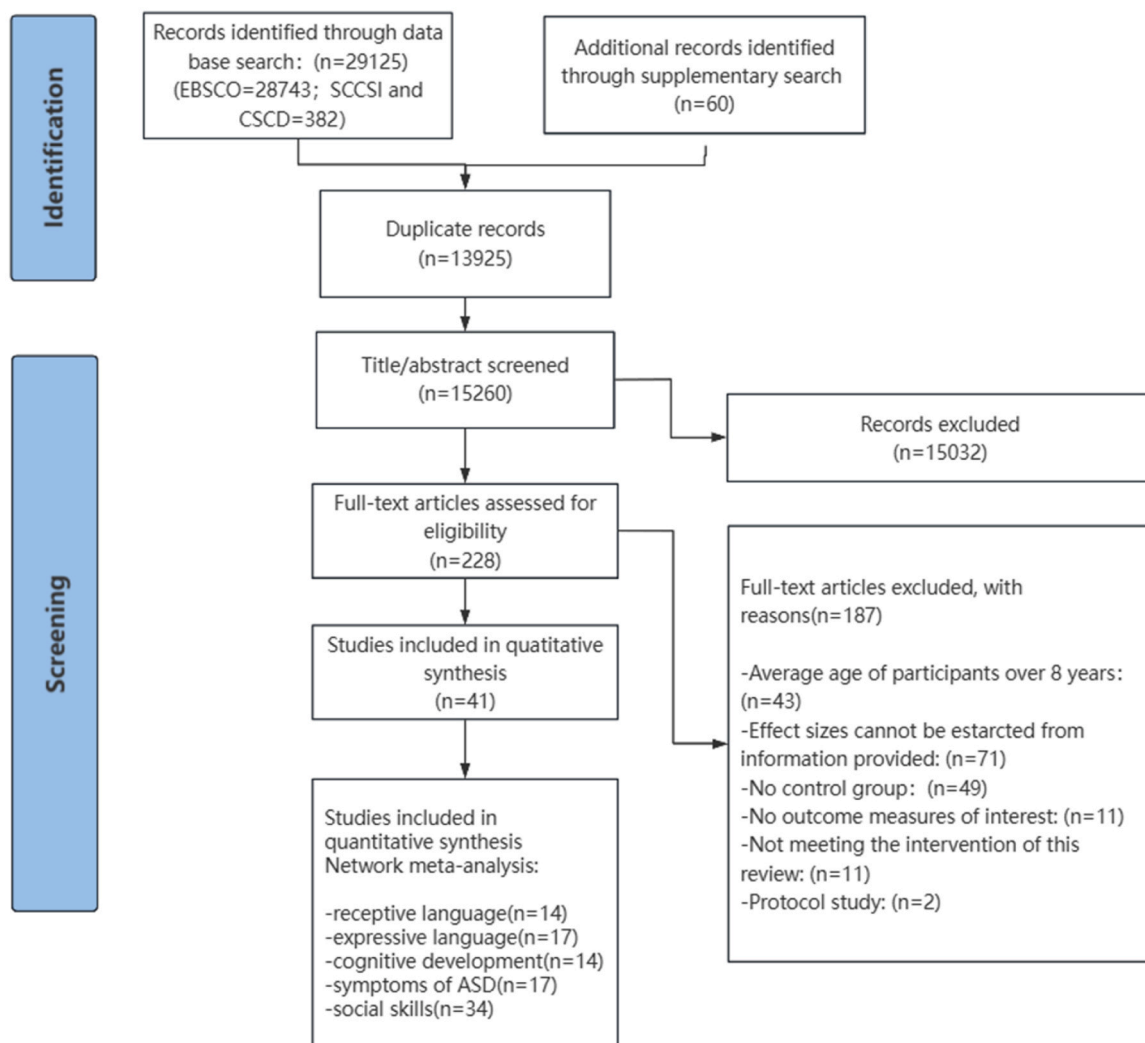 Identification
Records identified through data
base search: (n=29125)
(EBSCO=28743; SCCSI and
CSCD=382)
Additional records identified
through supplementary search
(n=60)
Duplicate records
(n=13925)
Screening
Title/abstract screened
(n=15260)
Records excluded
(n=15032)
Full-text articles assessed for
eligibility
(n=228)
Full-text articles excluded, with
reasons(n=187)
-Average age of participants over 8 years:
(n=43)
-Effect sizes cannot be estarcted from
information provided: (n=71)
-No control group: (n=49)
-No outcome measures of interest: (n=11)
-Not meeting the intervention of this
review: (n=11)
-Protocol study: (n=2)
Studies included in quatitative
synthesis
(n=41)
Studies included in
quantitative synthesis
Network meta-analysis:
-receptive language(n=14)
-expressive language(n=17)
-cognitive development(n=14)
-symptoms of ASD(n=17)
-social skills(n=34)